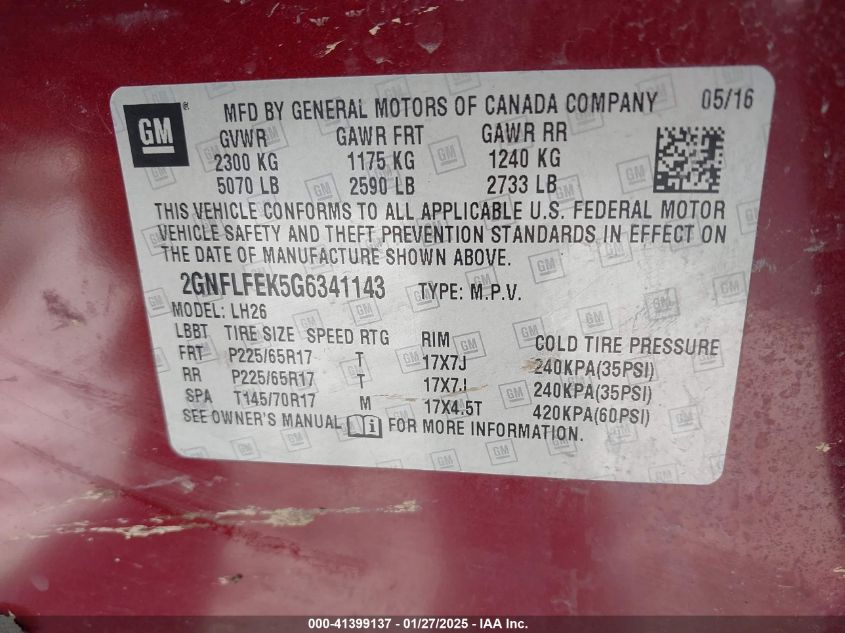 GM ® MFD BY GENERAL MOTORS OF CANADA COMPANY 05/16
GVWR GAWR FRT GAWR RR
2300 KG 1175 KG 1240 KG
5070 LB 2590 LB 2733 LB
THIS VEHICLE CONFORMS TO ALL APPLICABLE U.S. FEDERAL MOTOR
VEHICLE SAFETY AND THEFT PREVENTION STANDARDS IN EFFECT ON
THE DATE OF MANUFACTURE SHOWN ABOVE.
2GNFLFEK5G6341143 TYPE: M.P.V.
MODEL: LH26
LBBT TIRE SIZE SPEED RTG RIM COLD TIRE PRESSURE
FRT P225/65R17 T 17X7J 240KPA(35PSI)
RR P225/65R17 T 17X7J 240KPA(35PSI)
SPA T145/70R17 M 17X4.5T 420KPA(60PSI)
SEE OWNER'S MANUAL i FOR MORE INFORMATION.
000-41399137 - 01/27/2025 - IAA Inc.